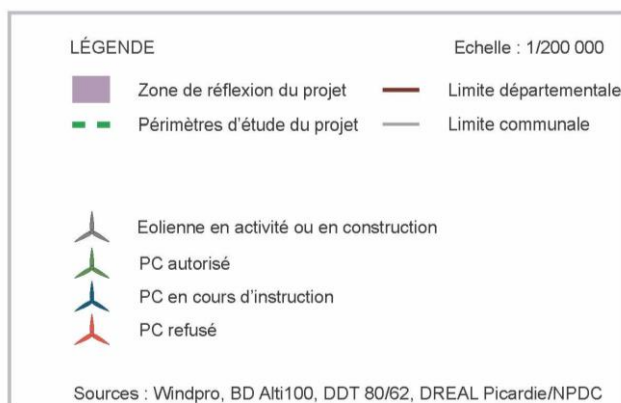 LÉGENDE Echelle : 1/200 000
Zone de réflexion du projet Limite départementale
Périmètres d'étude du projet Limite communale
Eolienne en activité ou en construction
PC autorisé
PC en cours d'instruction
PC refusé
Sources : Windpro, BD Alti100, DDT 80/62, DREAL Picardie/NPDC